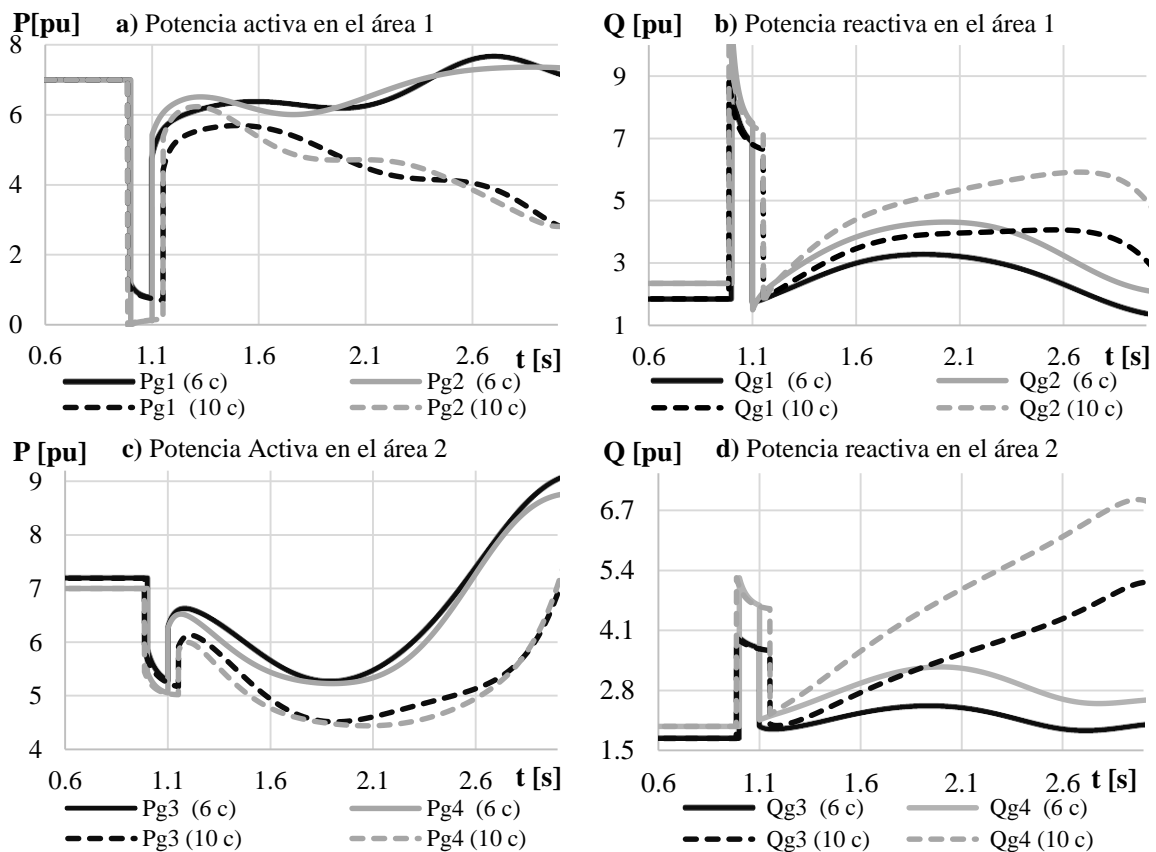 P[pu] a) Potencia activa en el área 1
8
6
4
2
0
0.6 1.1 1.6 2.1 2.6 t [s]
Pg1 (6 c) Pg2 (6 c)
Pg1 (10 c) Pg2 (10 c)
Q [pu] b) Potencia reactiva en el área 1
9
7
5
3
1
0.6 1.1 1.6 2.1 2.6 t [s]
Qg1 (6 c) Qg2 (6 c)
Qg1 (10 c) Qg2 (10 c)
P [pu] c) Potencia Activa en el área 2
9
8
7
6
5
4
0.6 1.1 1.6 2.1 2.6 t [s]
Pg3 (6 c) Pg4 (6 c)
Pg3 (10 c) Pg4 (10 c)
Q [pu] d) Potencia reactiva en el área 2
6.7
5.4
4.1
2.8
1.5
0.6 1.1 1.6 2.1 2.6 t [s]
Qg3 (6 c) Qg4 (6 c)
Qg3 (10 c) Qg4 (10 c)